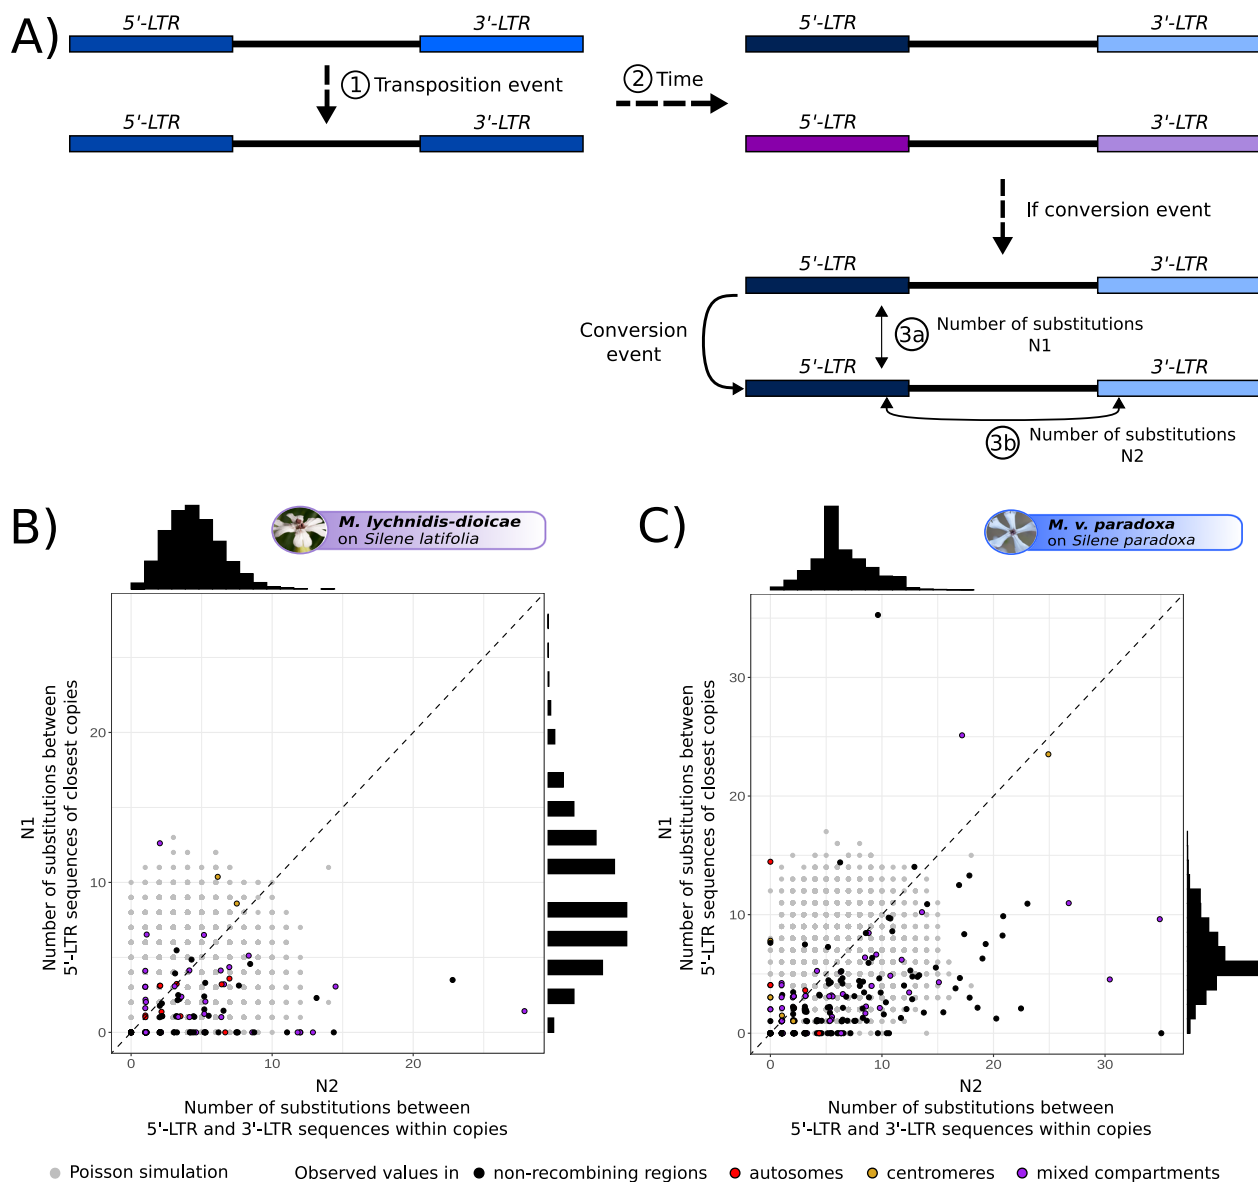 A)
5'-LTR 3'-LTR
5'-LTR 3'-LTR
1 Transposition event
2 Time
5'-LTR 3'-LTR
5'-LTR 3'-LTR
If conversion event
5'-LTR 3'-LTR
Conversion
event
3a Number of substitutions
N1
5'-LTR 3'-LTR
3b Number of substitutions
N2
B)
M. lychnidis-dioicae
on Silene latifolia
N1
Number of substitutions between
5'-LTR sequences of closest copies
20
10
0
0 10 20
N2
Number of substitutions between
5'-LTR and 3'-LTR sequences within copies
C)
M. v. paradoxa
on Silene paradoxa
N1
Number of substitutions between
5'-LTR sequences of closest copies
30
20
10
0
0 10 20 30
N2
Number of substitutions between
5'-LTR and 3'-LTR sequences within copies
Poisson simulation Observed values in non-recombining regions autosomes centromeres mixed compartments